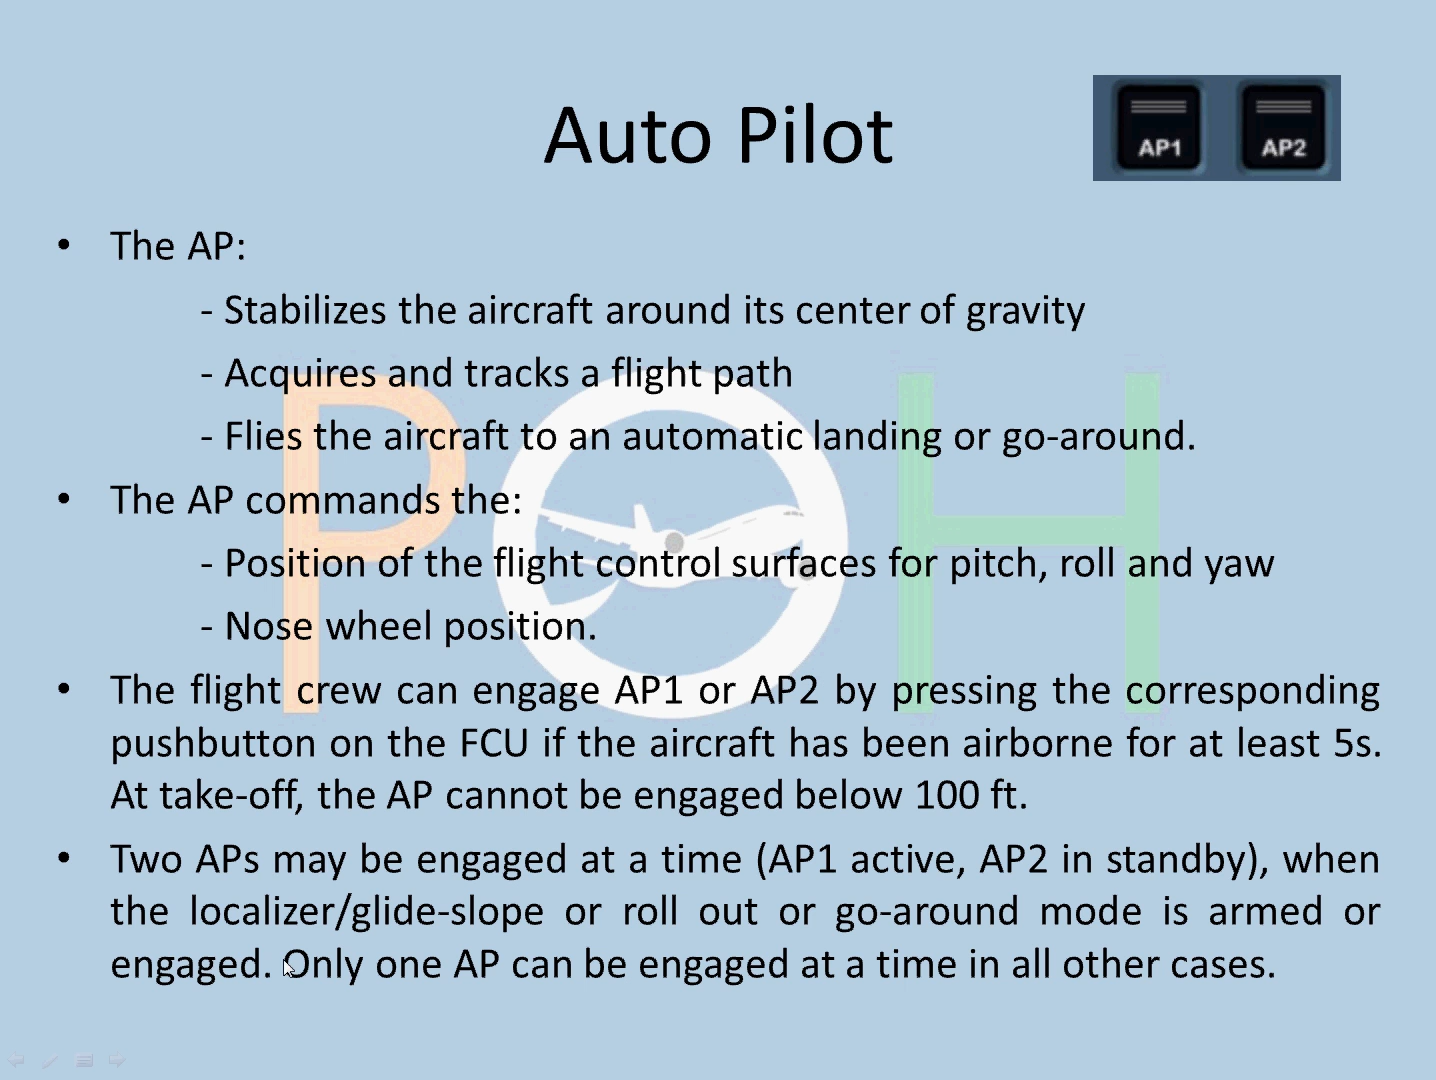 Auto Pilot
AP1 AP2
• The AP:
- Stabilizes the aircraft around its center of gravity
- Acquires and tracks a flight path
- Flies the aircraft to an automatic landing or go-around.
• The AP commands the:
- Position of the flight control surfaces for pitch, roll and yaw
- Nose wheel position.
• The flight crew can engage AP1 or AP2 by pressing the corresponding
pushbutton on the FCU if the aircraft has been airborne for at least 5s.
At take-off, the AP cannot be engaged below 100 ft.
• Two APs may be engaged at a time (AP1 active, AP2 in standby), when
the localizer/glide-slope or roll out or go-around mode is armed or
engaged. Only one AP can be engaged at a time in all other cases.
POH